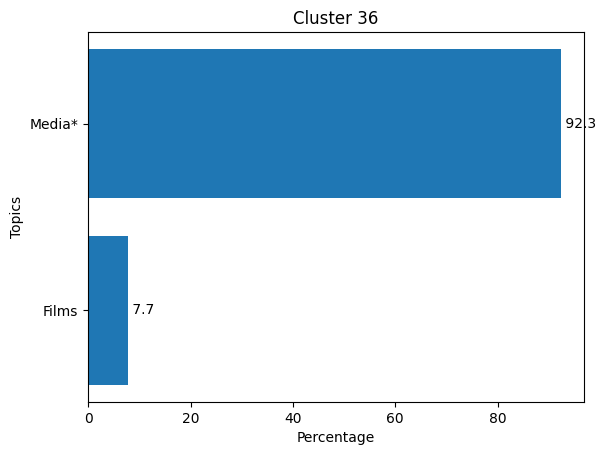 Cluster 36
Media*
92.3
Topics
Films
7.7
0 20 40 60 80
Percentage